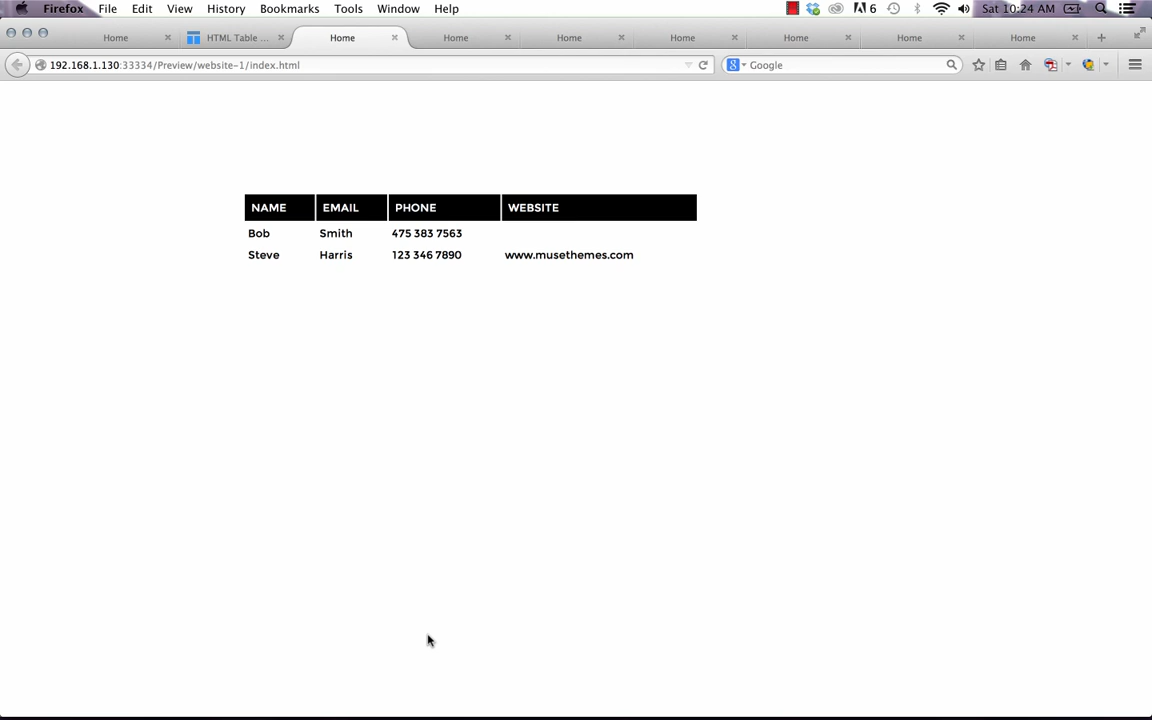 Firefox File Edit View History Bookmarks Tools Window Help 6 Sat 10:24 AM
Home HTML Table ... Home Home Home Home Home Home Home
192.168.1.130:33334/Preview/website-1/index.html Google
NAME EMAIL PHONE WEBSITE
Bob Smith 475 383 7563
Steve Harris 123 346 7890 www.musethemes.com